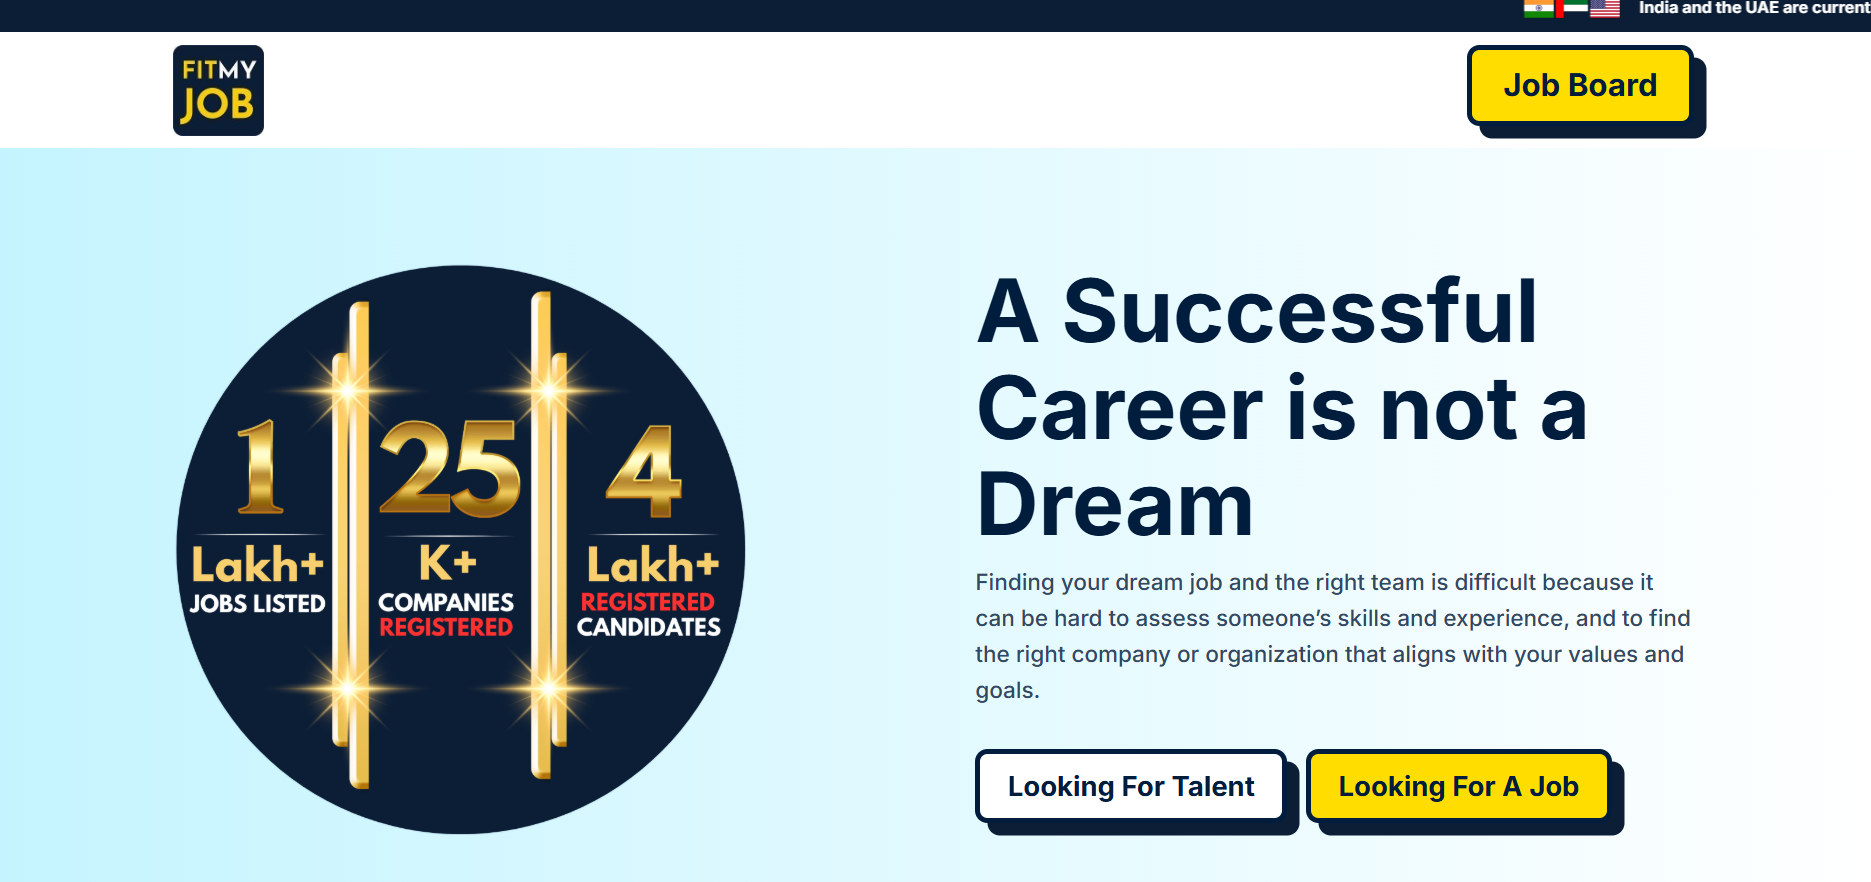 India and the UAE are current
FITMY
JOB
Job Board
1
Lakh+
JOBS LISTED
25
K+
COMPANIES
REGISTERED
4
Lakh+
REGISTERED
CANDIDATES
A Successful
Career is not a
Dream
Finding your dream job and the right team is difficult because it
can be hard to assess someone’s skills and experience, and to find
the right company or organization that aligns with your values and
goals.
Looking For Talent
Looking For A Job